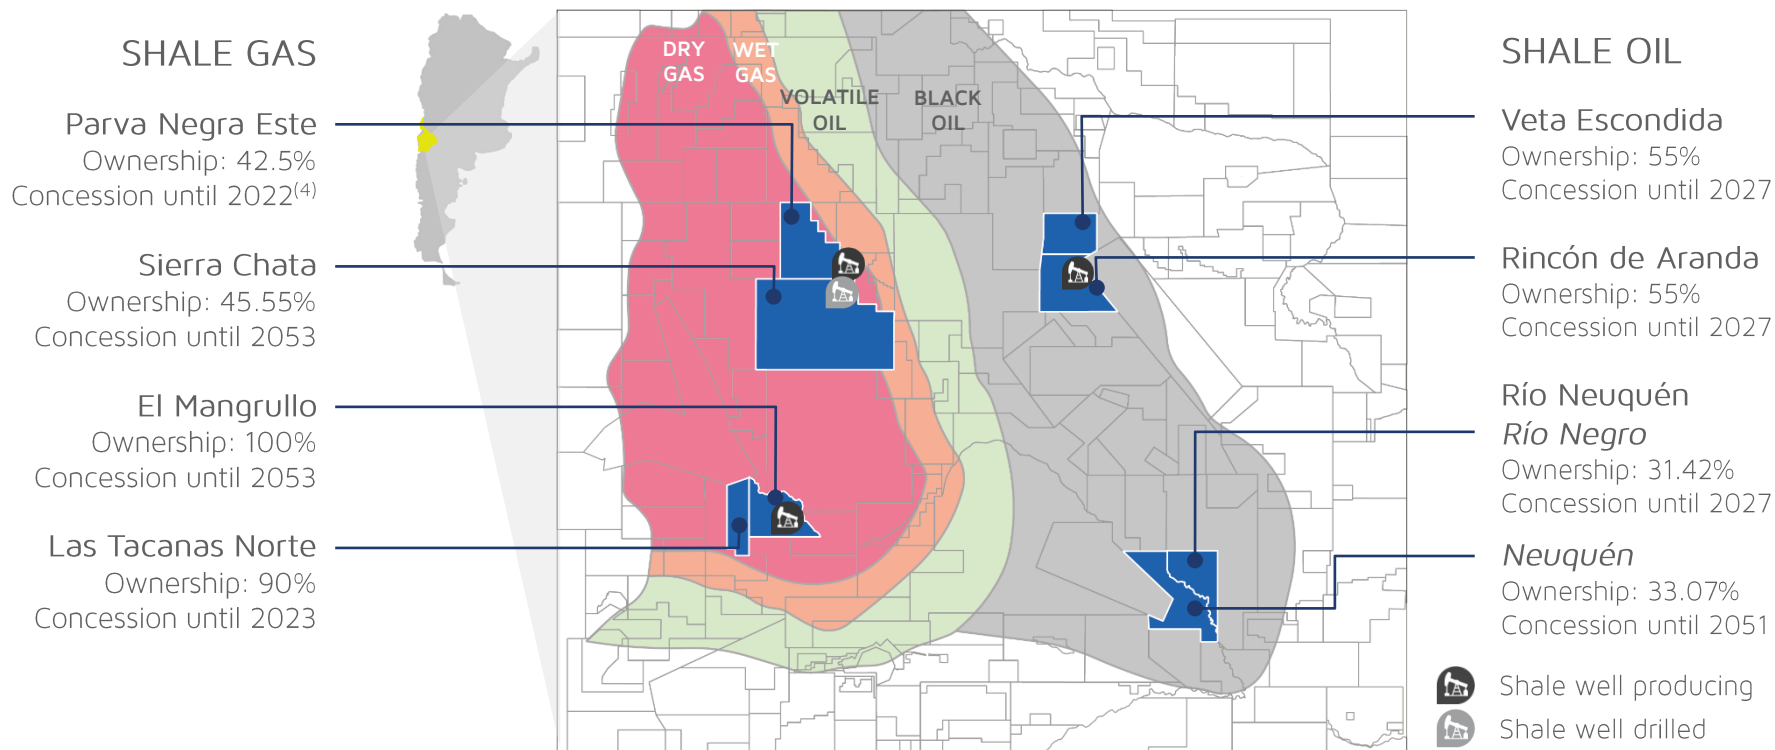 SHALE GAS
Parva Negra Este
Ownership: 42.5%
Concession until 2022(4)
Sierra Chata
Ownership: 45.55%
Concession until 2053
El Mangrullo
Ownership: 100%
Concession until 2053
Las Tacanas Norte
Ownership: 90%
Concession until 2023
DRY
GAS
WET
GAS
VOLATILE
OIL
BLACK
OIL
SHALE OIL
Veta Escondida
Ownership: 55%
Concession until 2027
Rincón de Aranda
Ownership: 55%
Concession until 2027
Río Neuquén
Río Negro
Ownership: 31.42%
Concession until 2027
Neuquén
Ownership: 33.07%
Concession until 2051
Shale well producing
Shale well drilled